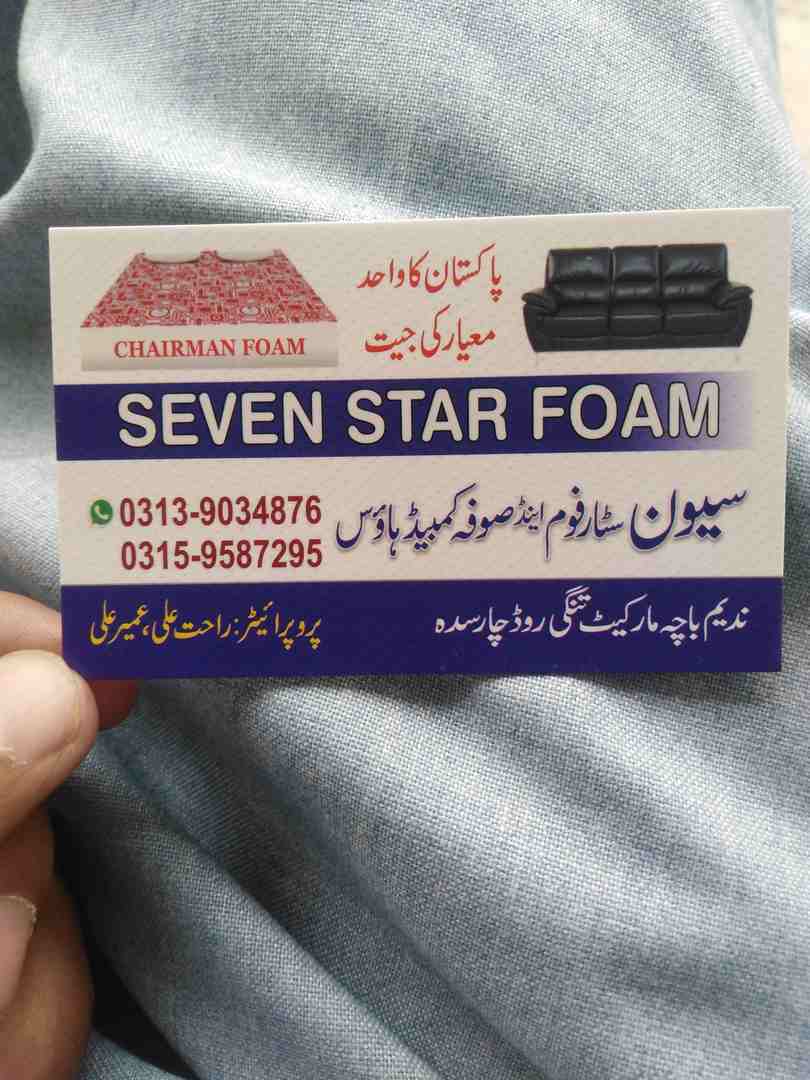 پاکستان کا واحد
معیار کی جیت
CHAIRMAN FOAM
SEVEN STAR FOAM
سیون سٹار فوم اینڈ صوفہ کمبیڈ ہاؤس
0313-9034876
0315-9587295
ندیم باچہ مارکیٹ تنگی روڈ چارسدہ
پروپرائیٹر: راحت علی، عمیر علی